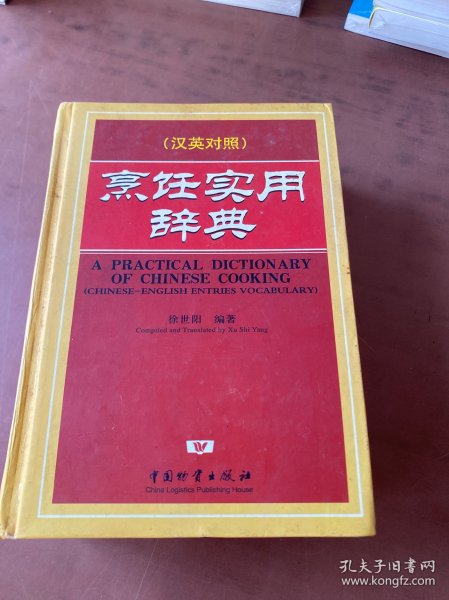 （汉英对照）
烹饪实用
辞典
A PRACTICAL DICTIONARY
OF CHINESE COOKING
(CHINESE-ENGLISH ENTRIES VOCABULARY)
徐世阳 编著
Compiled and Translated by Xu Shi Yang
中国物资出版社
China Logistics Publishing House
孔夫子旧书网
www.kongfz.com